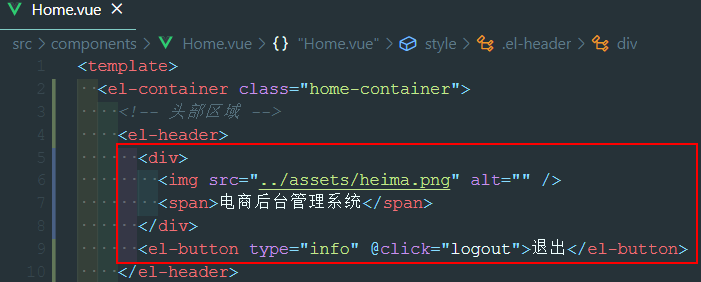 Home.vue ×
src > components > Home.vue > {} "Home.vue" > style > .el-header > div
1 <template>
2 <el-container class="home-container">
3 <!-- 头部区域 -->
4 <el-header>
5 <div>
6 <img src="../assets/heima.png" alt="" />
7 <span>电商后台管理系统</span>
8 </div>
9 <el-button type="info" @click="logout">退出</el-button>
10 </el-header>